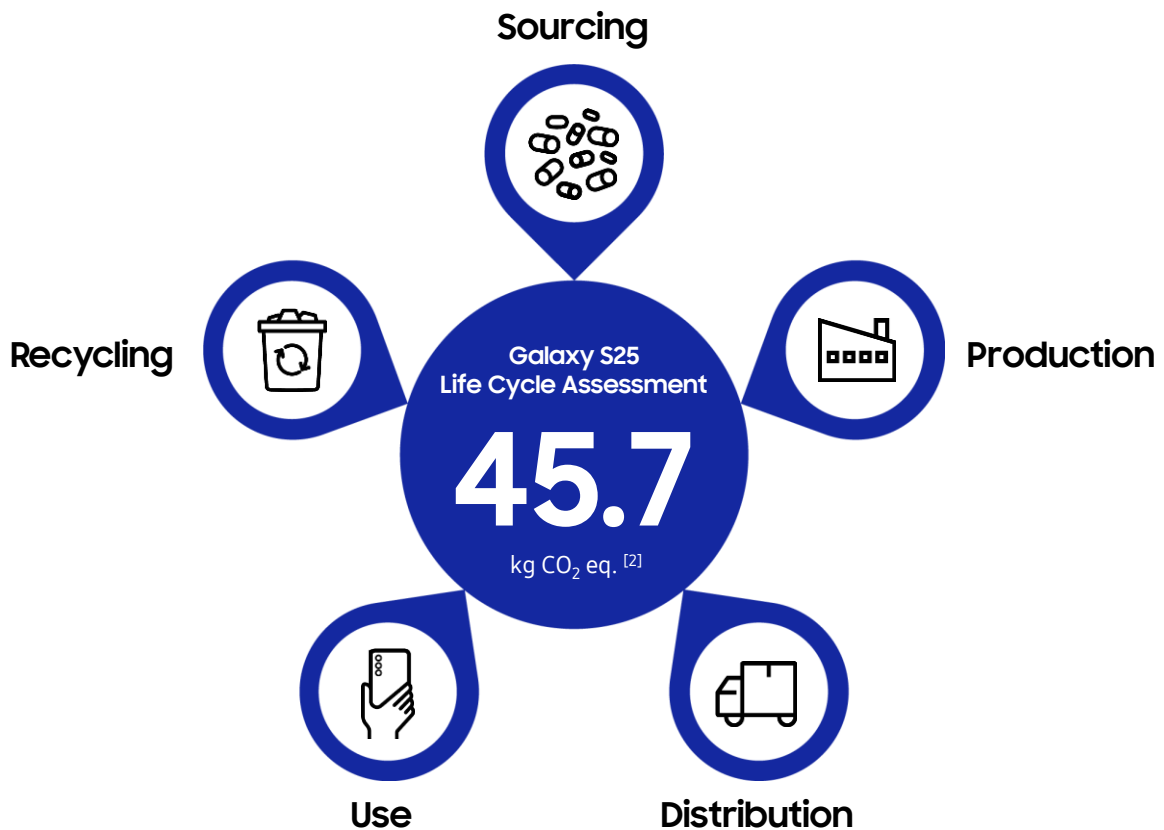 Sourcing
Recycling
Galaxy S25
Life Cycle Assessment
45.7
kg CO₂ eq. [2]
Production
Use
Distribution